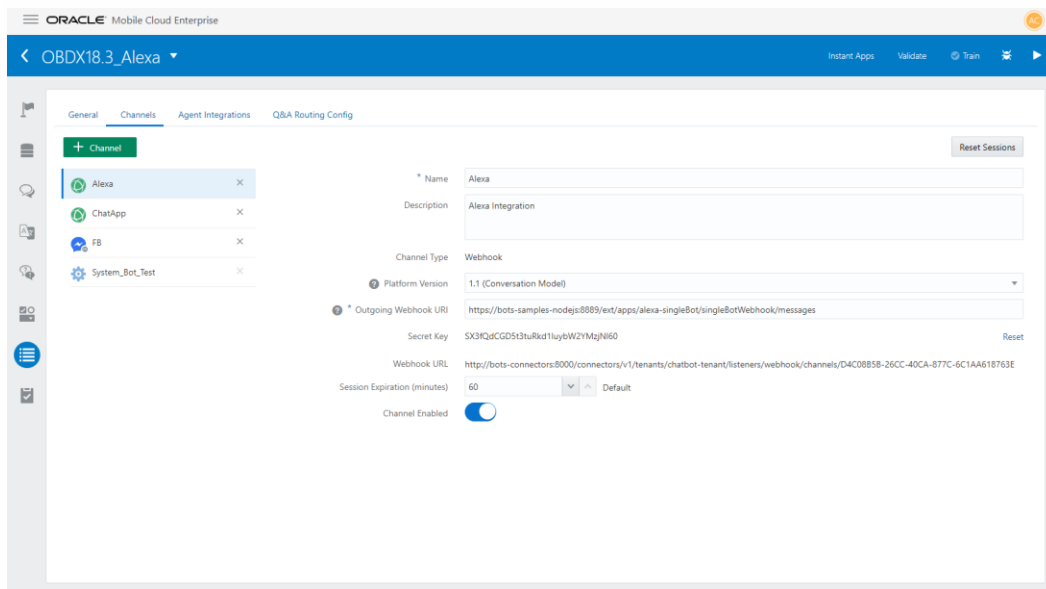 ORACLE® Mobile Cloud Enterprise
AC
OBDX18.3_Alexa
Instant Apps Validate Train
General Channels Agent Integrations Q&A Routing Config
+ Channel
Reset Sessions
Alexa
ChatApp
FB
System_Bot_Test
* Name Alexa
Description Alexa Integration
Channel Type Webhook
Platform Version 1.1 (Conversation Model)
* Outgoing Webhook URI https://bots-samples-nodejs:8889/ext/apps/alexa-singleBot/singleBotWebhook/messages
Secret Key SX3fQdCGD5t3tuRkd1IuybW2YMzjNI60
Reset
Webhook URL http://bots-connectors:8000/connectors/v1/tenants/chatbot-tenant/listeners/webhook/channels/D4C08B5B-26CC-40CA-877C-6C1AA618763E
Session Expiration (minutes) 60 Default
Channel Enabled